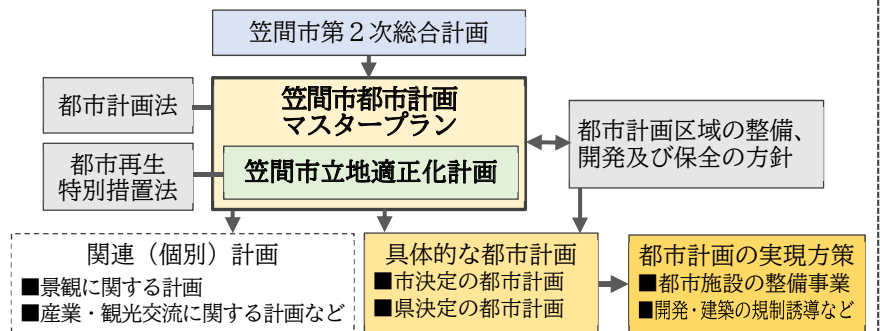 笠間市第２次総合計画
都市計画法
笠間市都市計画
マスタープラン
都市再生
特別措置法
笠間市立地適正化計画
都市計画区域の整備、
開発及び保全の方針
関連（個別）計画
■景観に関する計画
■産業・観光交流に関する計画など
具体的な都市計画
■市決定の都市計画
■県決定の都市計画
都市計画の実現方策
■都市施設の整備事業
■開発・建築の規制誘導など